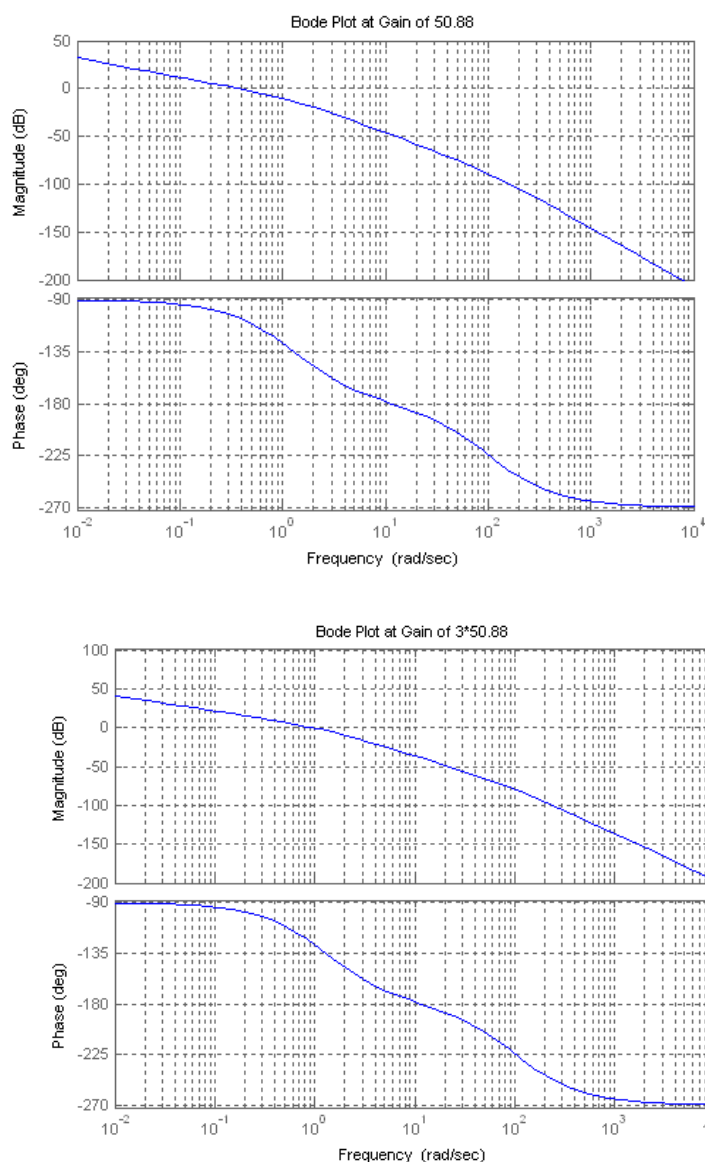 Bode Plot at Gain of 50.88
50
0
-50
-100
-150
-200
Magnitude (dB)
-90
-135
-180
-225
-270
Phase (deg)
10^-2 10^-1 10^0 10^1 10^2 10^3 10^4
Frequency (rad/sec)
Bode Plot at Gain of 3*50.88
100
50
0
-50
-100
-150
-200
Magnitude (dB)
-90
-135
-180
-225
-270
Phase (deg)
10^-2 10^-1 10^0 10^1 10^2 10^3
Frequency (rad/sec)